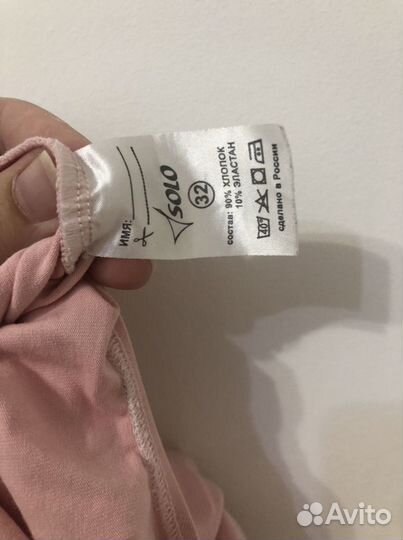 ИМЯ:
SOLO
32
состав: 90% ХЛОПОК
10% ЭЛАСТАН
40°
сделано в России
Avito